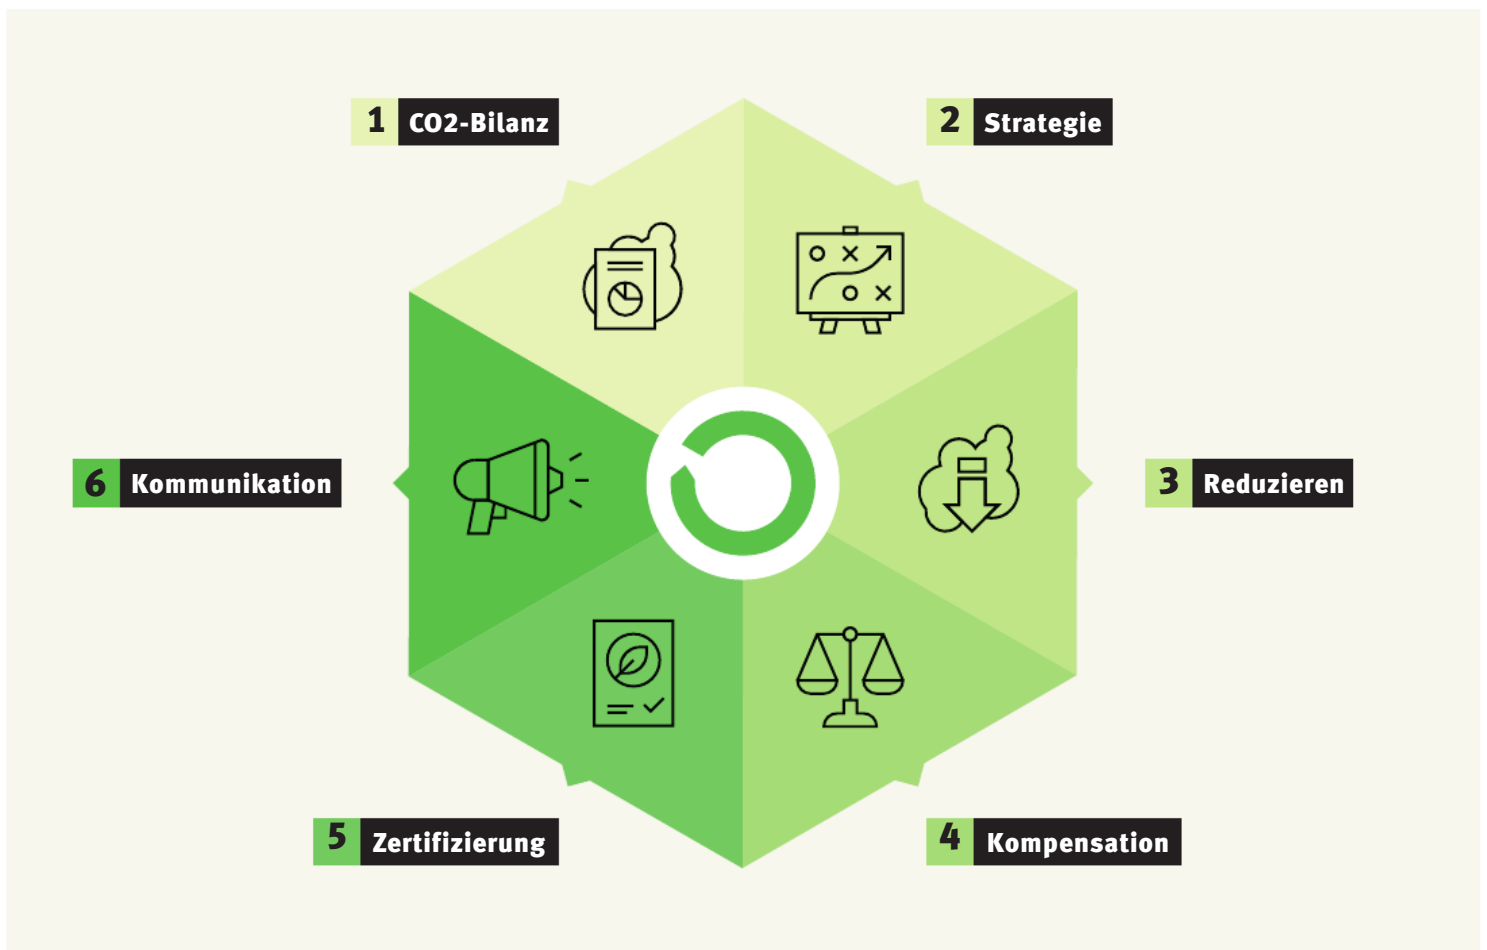 1 CO2-Bilanz
2 Strategie
3 Reduzieren
4 Kompensation
5 Zertifizierung
6 Kommunikation